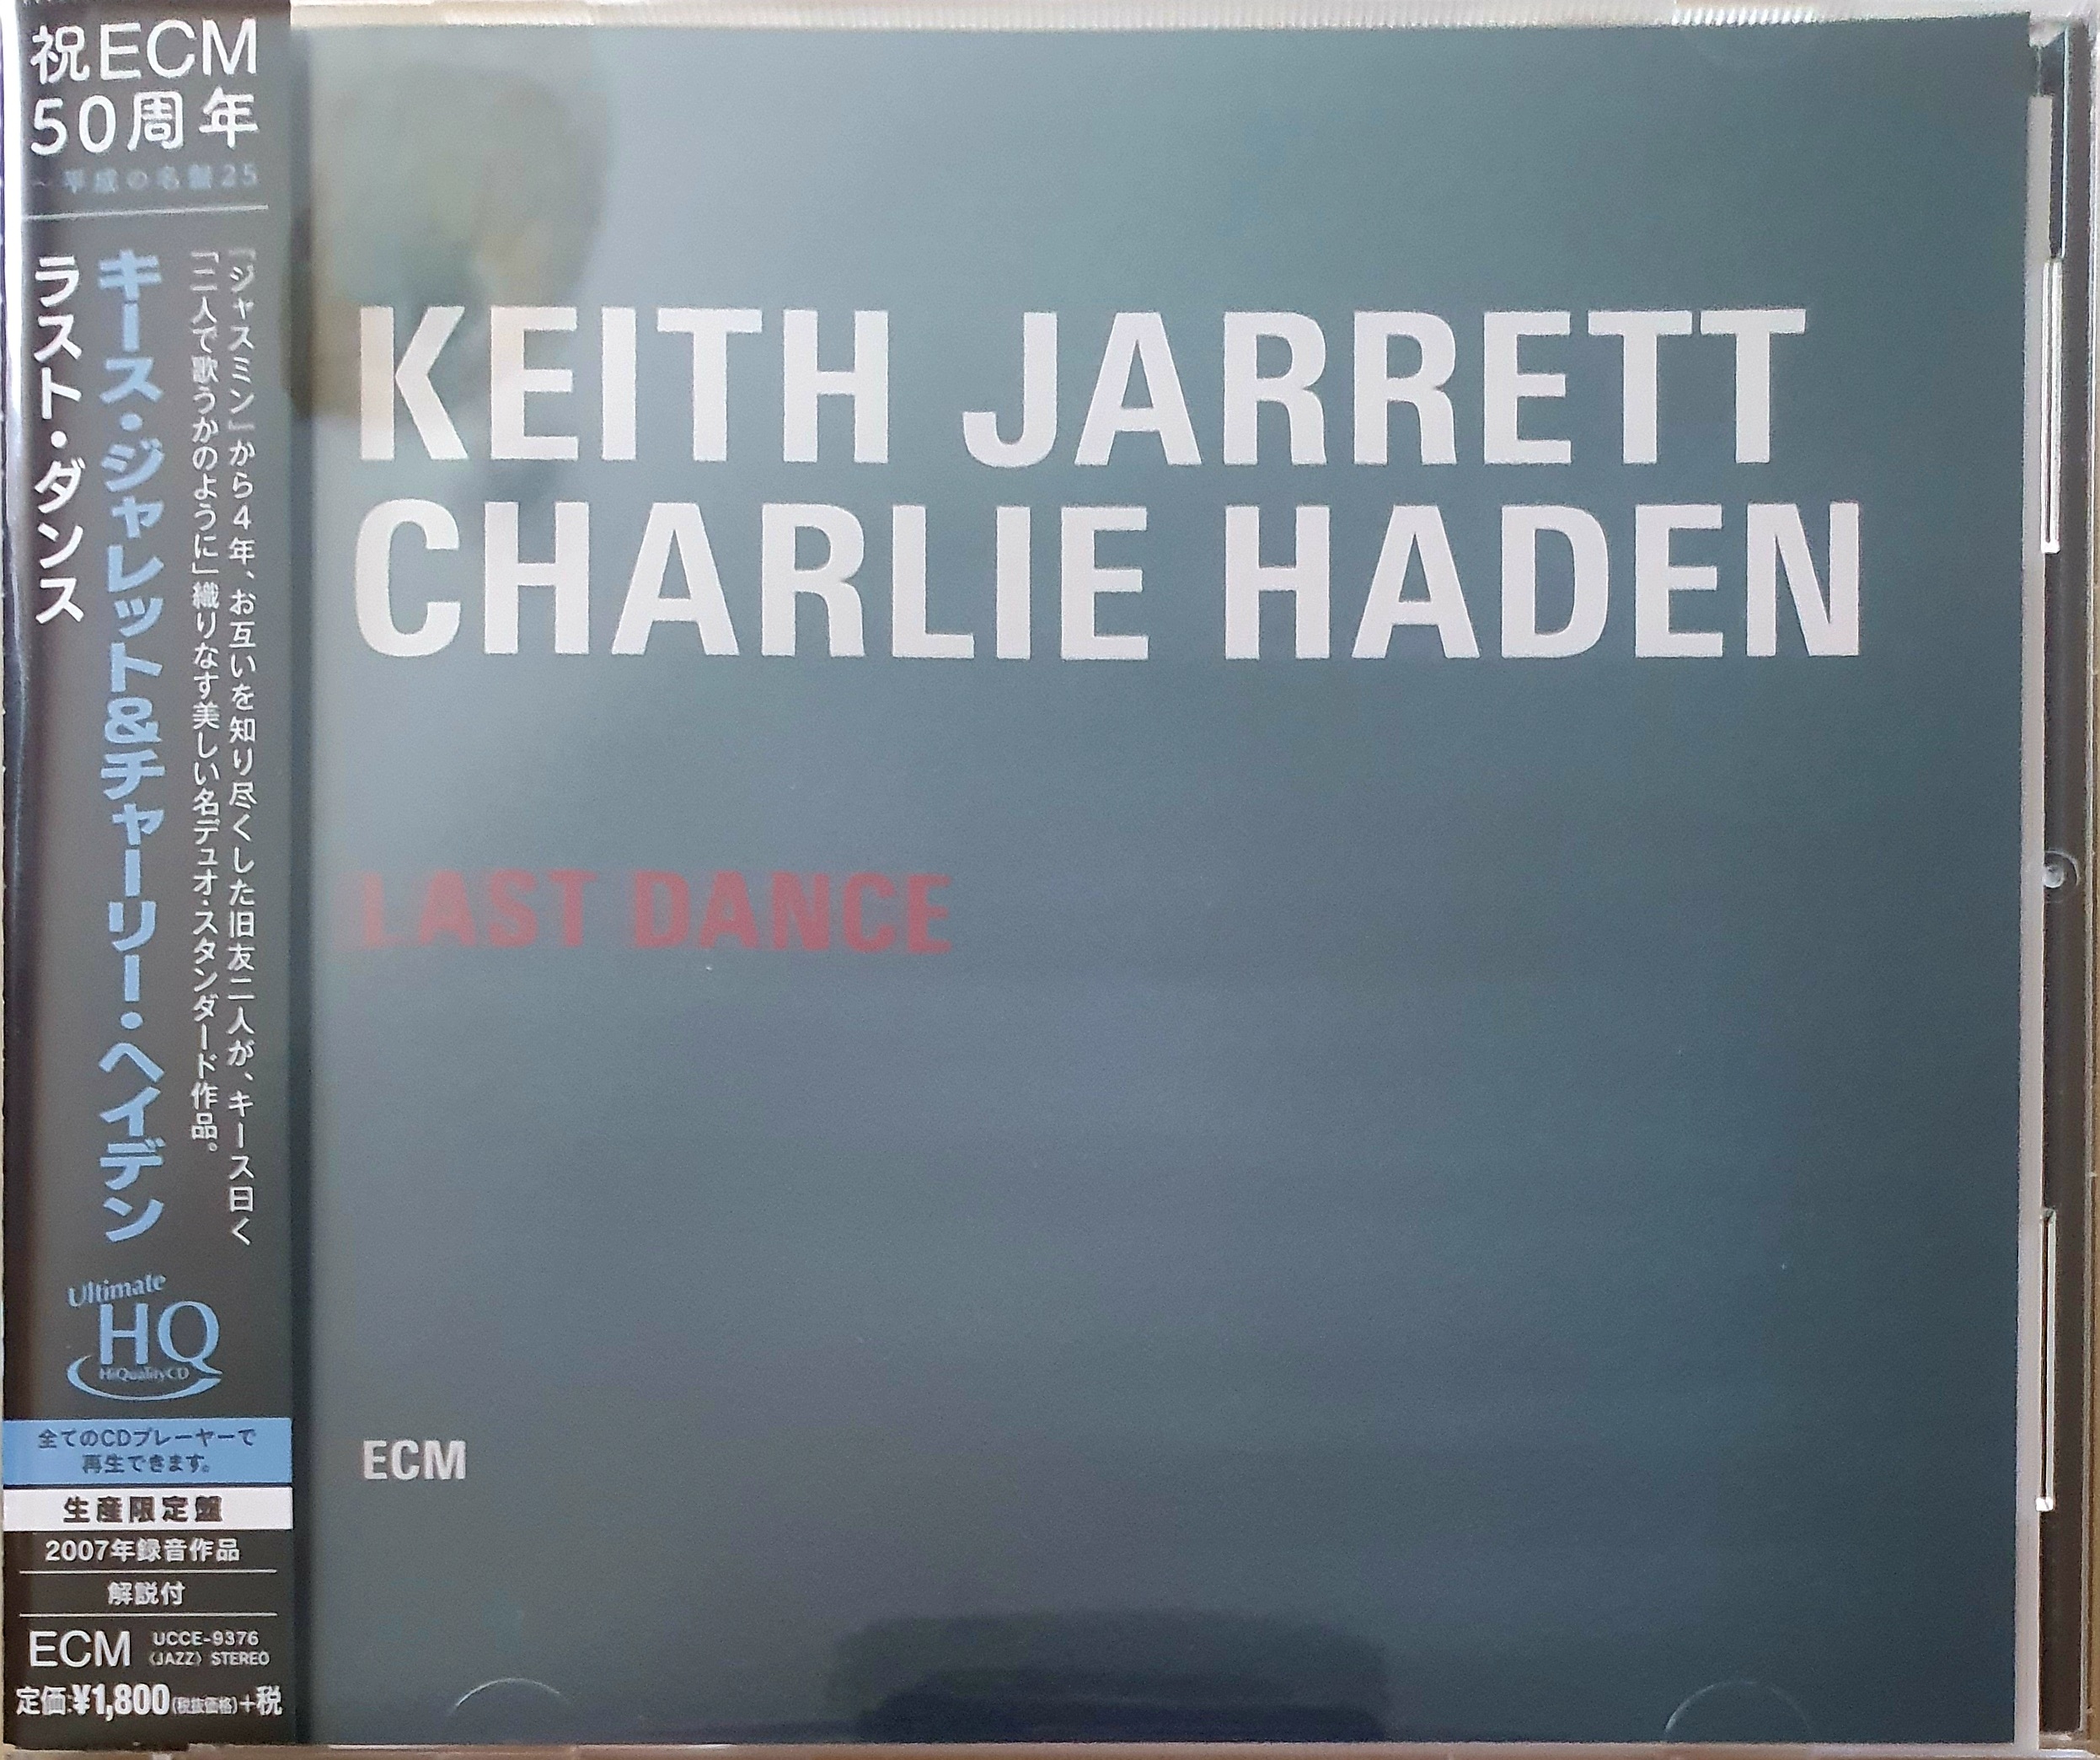 祝ECM
50周年
~平成の名盤25
『ジャスミン』から4年、お互いを知り尽くした旧友二人が、キース曰く
「二人で歌うかのように」織りなす美しい名デュオ・スタンダード作品。
キース・ジャレット&チャーリー・ヘイデン
ラスト・ダンス
Ultimate
HQ
HiQualityCD
全てのCDプレーヤーで
再生できます。
生産限定盤
2007年録音作品
解説付
ECM UCCE-9376
(JAZZ) STEREO
定価:¥1,800(税抜価格)+税
KEITH JARRETT
CHARLIE HADEN
LAST DANCE
ECM